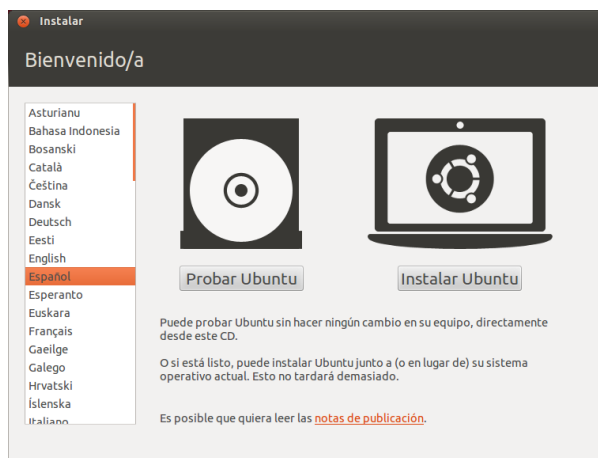 Instalar
Bienvenido/a
Asturianu
Bahasa Indonesia
Bosanski
Català
Čeština
Dansk
Deutsch
Eesti
English
Español
Esperanto
Euskara
Français
Gaeilge
Galego
Hrvatski
Íslenska
Italiano
Probar Ubuntu
Instalar Ubuntu
Puede probar Ubuntu sin hacer ningún cambio en su equipo, directamente
desde este CD.
O si está listo, puede instalar Ubuntu junto a (o en lugar de) su sistema
operativo actual. Esto no tardará demasiado.
Es posible que quiera leer las notas de publicación.